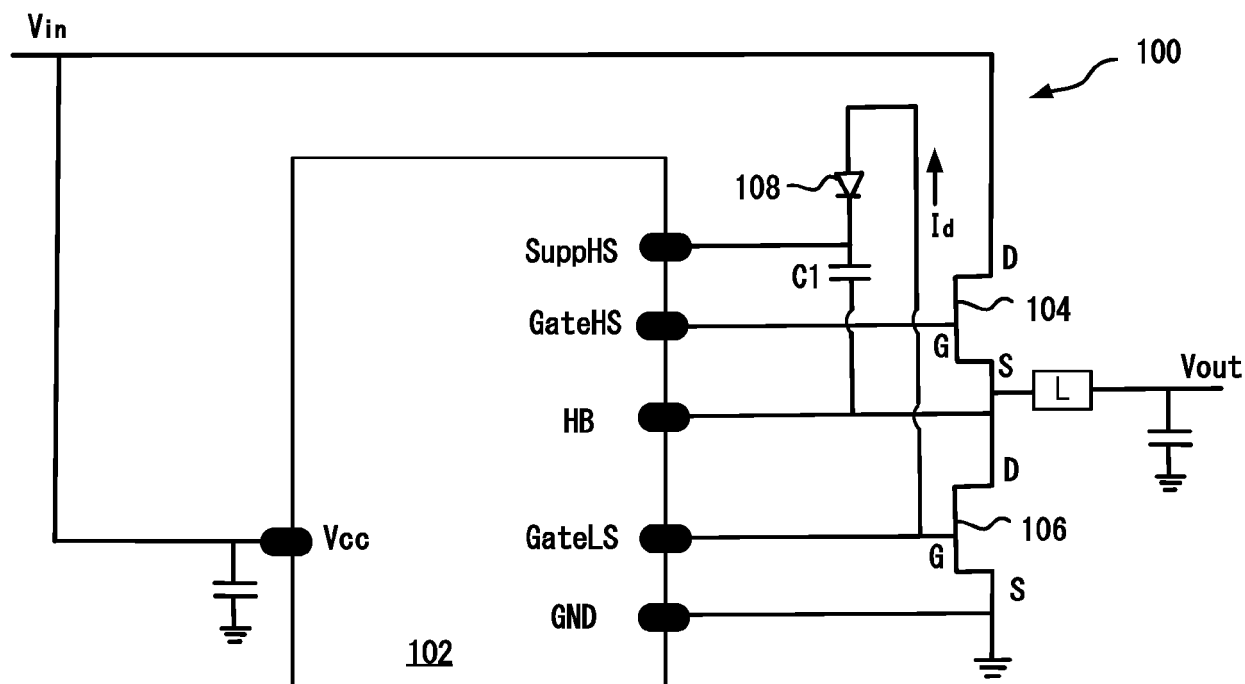 Vin
100
108
Id
SuppHS
C1
D
104
GateHS
G
S
Vout
L
HB
D
106
Vcc
GateLS
G
S
GND
102